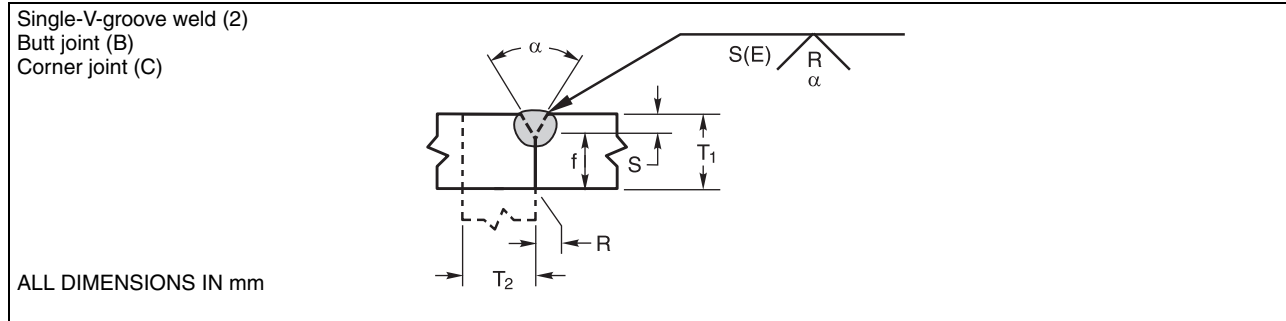 Single-V-groove weld (2)
Butt joint (B)
Corner joint (C)
α
S(E)
R
α
f
S
T1
R
T2
ALL DIMENSIONS IN mm